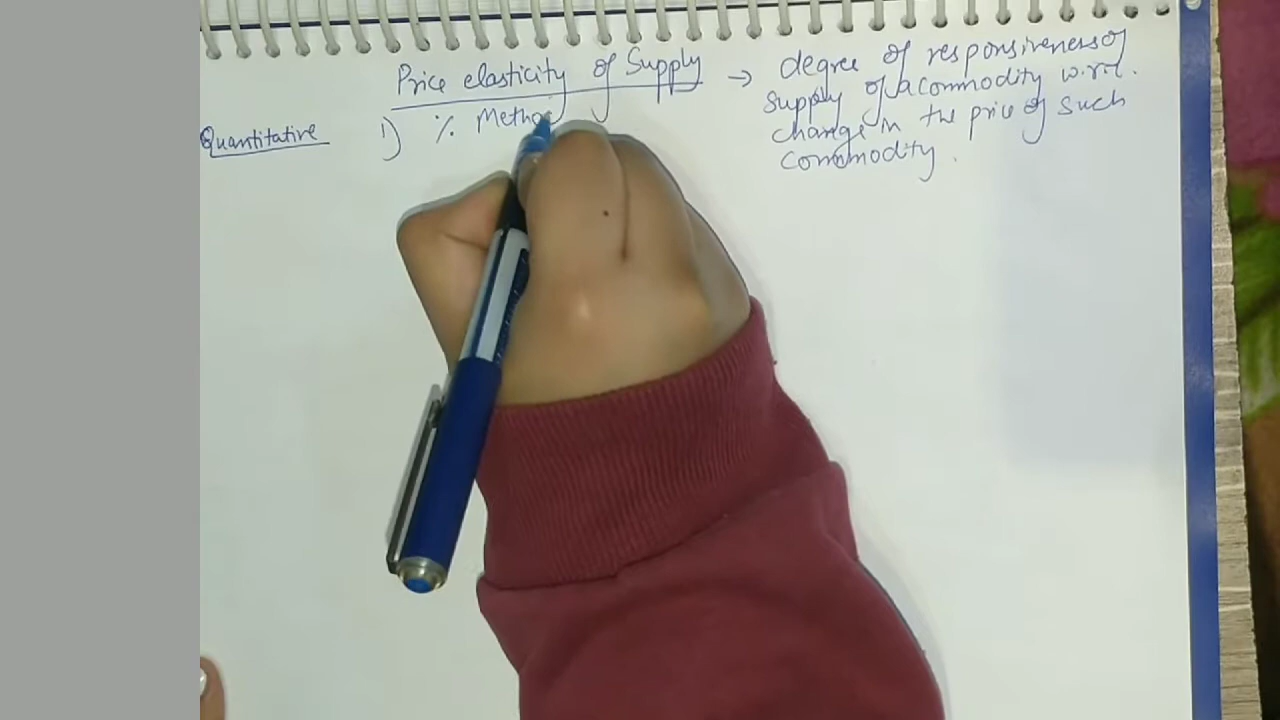 Price elasticity of Supply → degree of responsiveness of
supply of a commodity w.r.t.
change in the price of such
commodity.
Quantitative 1) % Metho